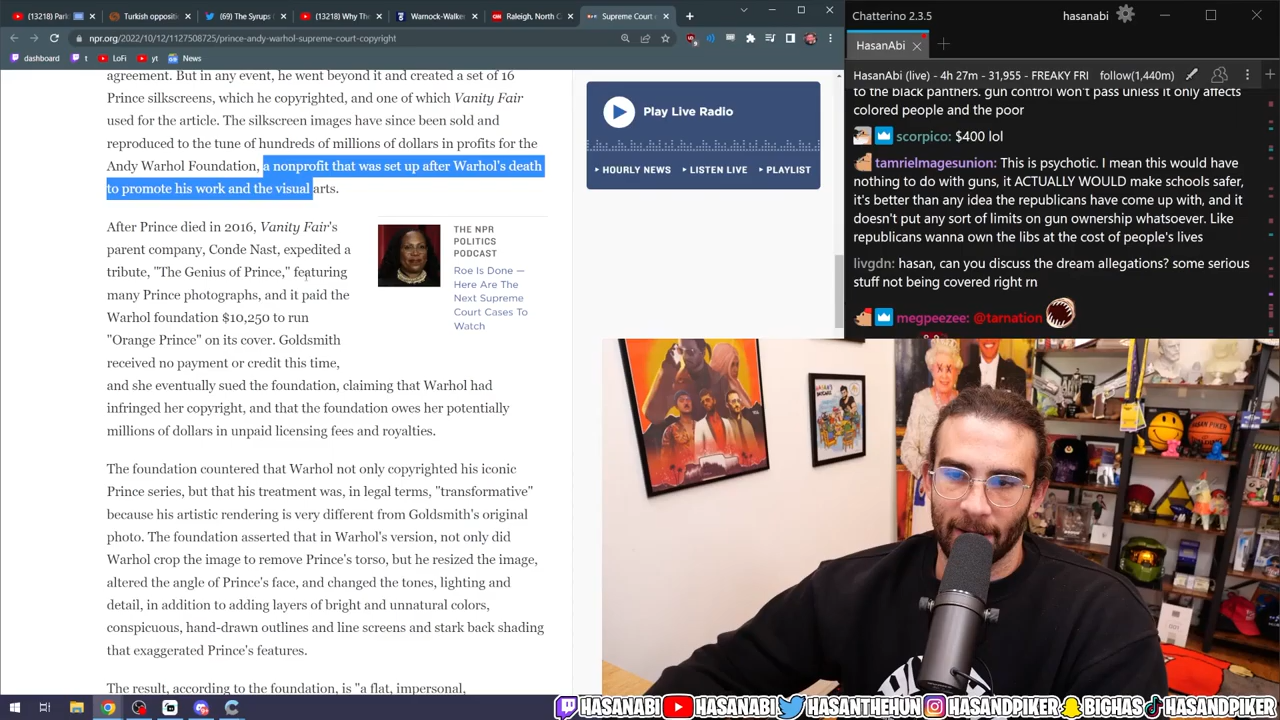 (13218) Par
Turkish oppositi
(69) The Syrups
(13218) Why The
Warnock-Walker
Raleigh, North C
Supreme Court
npr.org/2022/10/12/1127508725/prince-andy-warhol-supreme-court-copyright
dashboard
t
LoFi
yt
News
agreement. But in any event, he went beyond it and created a set of 16
Prince silkscreens, which he copyrighted, and one of which Vanity Fair
used for the article. The silkscreen images have since been sold and
reproduced to the tune of hundreds of millions of dollars in profits for the
Andy Warhol Foundation, a nonprofit that was set up after Warhol's death
to promote his work and the visual arts.
After Prince died in 2016, Vanity Fair's
parent company, Conde Nast, expedited a
tribute, "The Genius of Prince," featuring
many Prince photographs, and it paid the
Warhol foundation $10,250 to run
"Orange Prince" on its cover. Goldsmith
received no payment or credit this time,
and she eventually sued the foundation, claiming that Warhol had
infringed her copyright, and that the foundation owes her potentially
millions of dollars in unpaid licensing fees and royalties.
The foundation countered that Warhol not only copyrighted his iconic
Prince series, but that his treatment was, in legal terms, "transformative"
because his artistic rendering is very different from Goldsmith's original
photo. The foundation asserted that in Warhol's version, not only did
Warhol crop the image to remove Prince's torso, but he resized the image,
altered the angle of Prince's face, and changed the tones, lighting and
detail, in addition to adding layers of bright and unnatural colors,
conspicuous, hand-drawn outlines and line screens and stark back shading
that exaggerated Prince's features.
The result, according to the foundation, is "a flat, impersonal,
THE NPR
POLITICS
PODCAST
Roe Is Done —
Here Are The
Next Supreme
Court Cases To
Watch
Play Live Radio
HOURLY NEWS
LISTEN LIVE
PLAYLIST
Chatterino 2.3.5
hasanabi
HasanAbi
HasanAbi (live) - 4h 27m - 31,955 - FREAKY FRI
follow(1,440m)
to the black panthers. gun control won't pass unless it only affects
colored people and the poor
scorpico: $400 lol
tamrielmagesunion: This is psychotic. I mean this would have
nothing to do with guns, it ACTUALLY WOULD make schools safer,
it's better than any idea the republicans have come up with, and it
doesn't put any sort of limits on gun ownership whatsoever. Like
republicans wanna own the libs at the cost of people's lives
livgdn: hasan, can you discuss the dream allegations? some serious
stuff not being covered right rn
megpeezee: @tarnation
HASANABI
HASANABI
HASANTHEHUN
HASANDPIKER
BIGHAS
HASANDPIKER